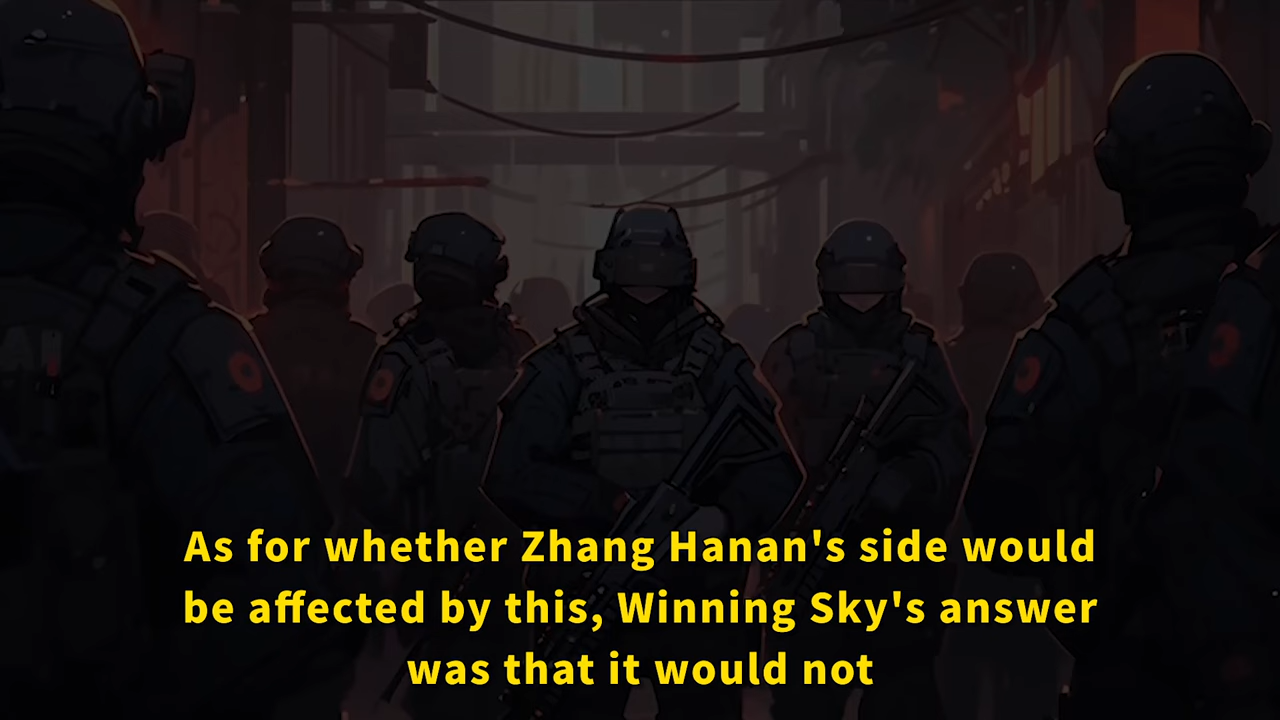 As for whether Zhang Hanan's side would
be affected by this, Winning Sky's answer
was that it would not